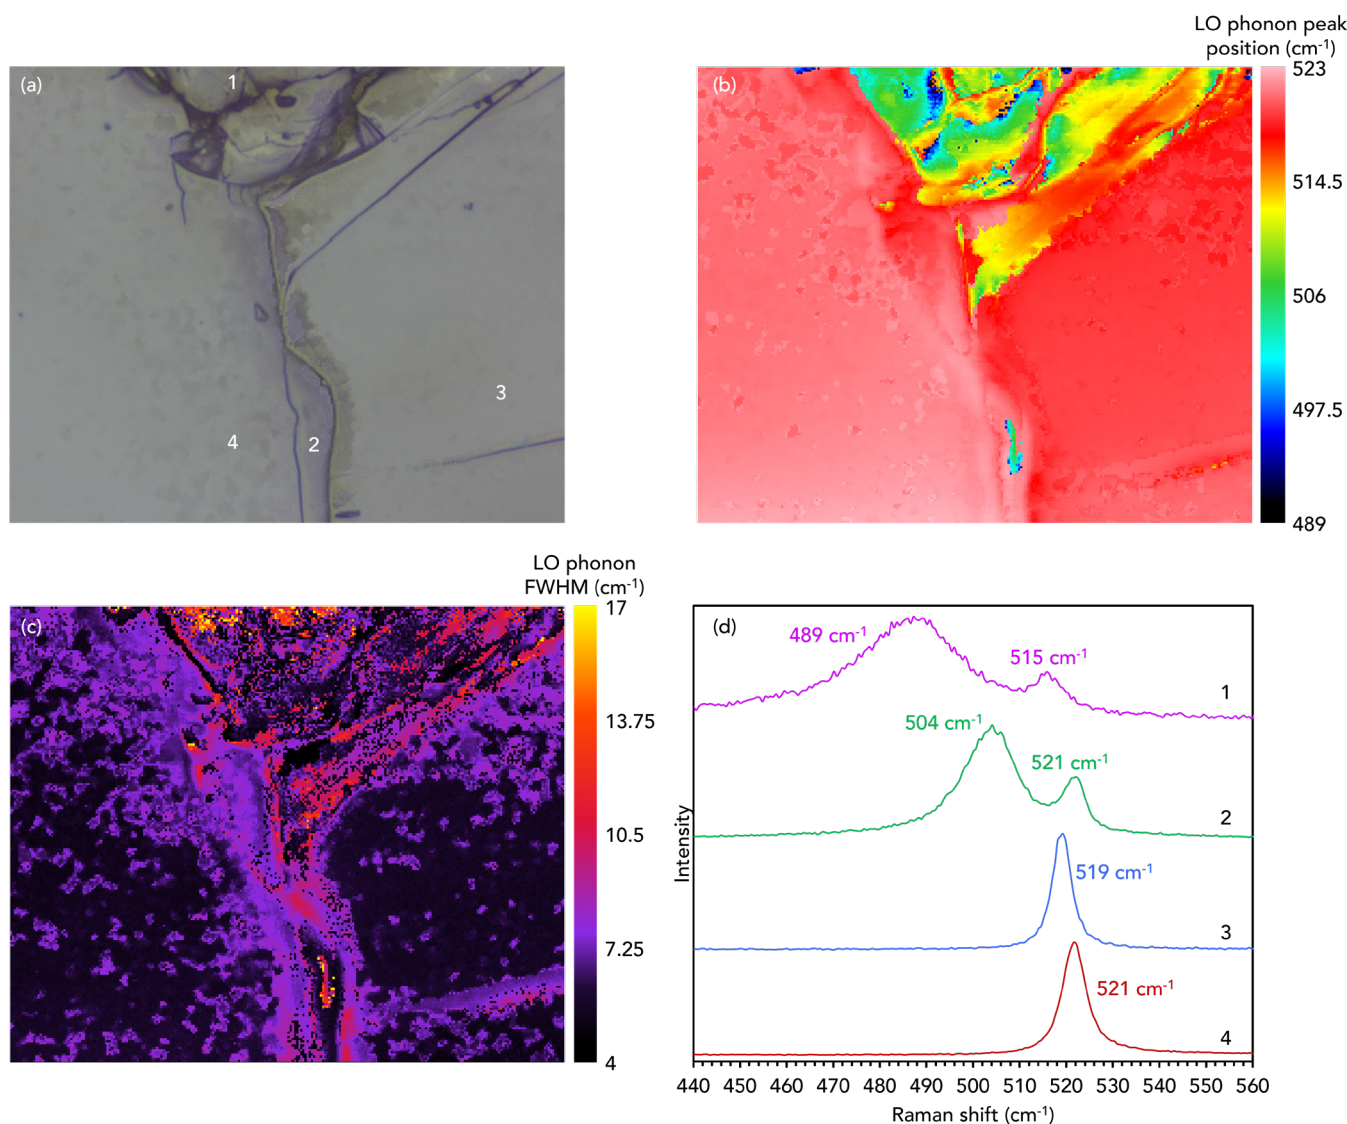 LO phonon peak
position (cm⁻¹)
(a)
1
2
3
4
(b)
523
514.5
506
497.5
489
LO phonon
FWHM (cm⁻¹)
(c)
17
13.75
10.5
7.25
4
(d)
489 cm⁻¹
515 cm⁻¹
1
504 cm⁻¹
521 cm⁻¹
2
519 cm⁻¹
3
521 cm⁻¹
4
Intensity
440 450 460 470 480 490 500 510 520 530 540 550 560
Raman shift (cm⁻¹)